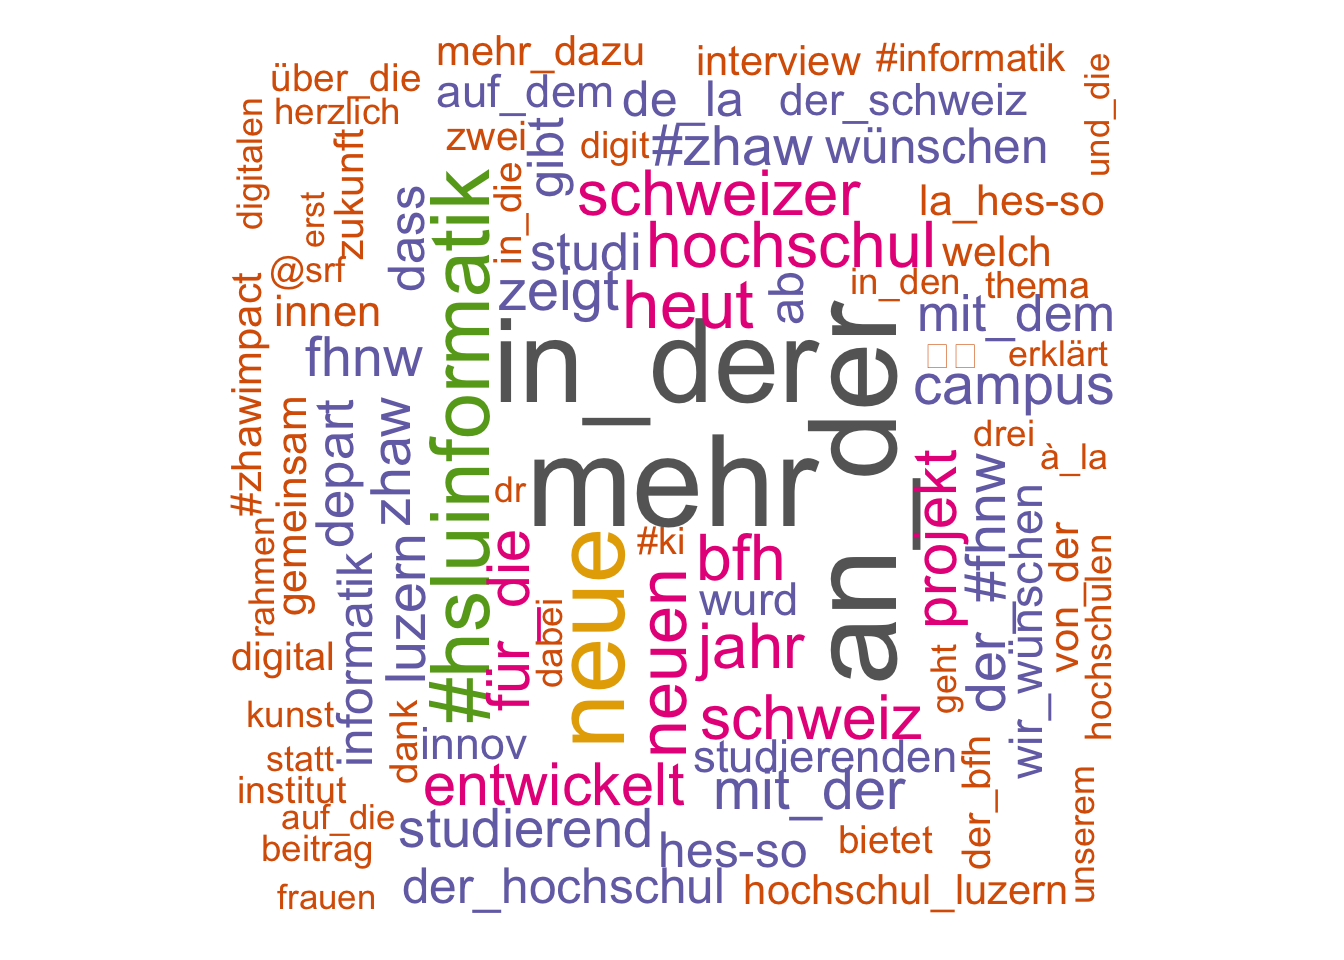 mehr_dazu
interview
#informatik
über_die
auf_dem
de_la
der_schweiz
und_die
herzlich
digitalen
zwei
gibt
digit
#zhaw
wünschen
zukunft
erst
dass
#hsluinformatik
in_die
schweizer
la_hes-so
studi
hochschul
welch
@srf
zeigt
heut
ab
in_den
thema
#zhawimpact
innen
mit_dem
fhnw
in_der
an_der
erklärt
campus
gemeinsam
depart
zhaw
mehr
drei
à_la
dr
projekt
#ki
bfh
der_#fhnw
wir_wünschen
von_der
hochschulen
rahmen
informatik
luzern
für_die
dabei
neue
neuen
wurd
jahr
digital
geht
kunst
dank
innov
schweiz
statt
studierenden
institut
entwickelt
mit_der
der_bfh
unserem
auf_die
studierend
beitrag
hes-so
bietet
frauen
der_hochschul
hochschul_luzern